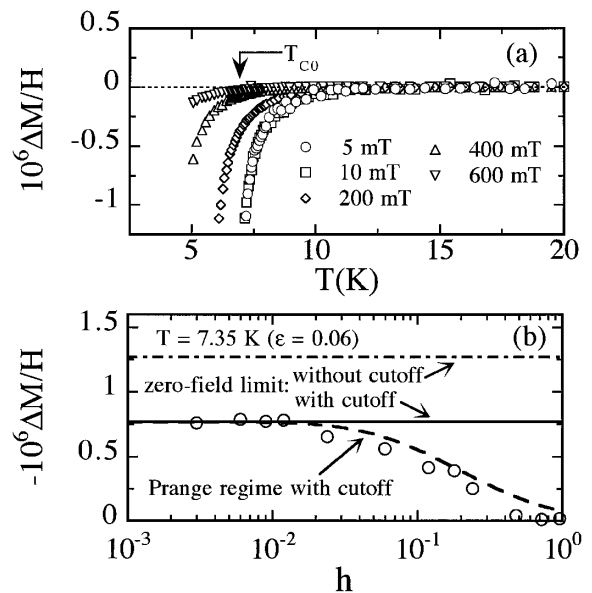 0.5
(a)
T_C0
0
10⁶ΔM/H
-0.5
5 mT
400 mT
10 mT
600 mT
200 mT
-1
5 10 15 20
T(K)
1.5
T = 7.35 K (ε = 0.06)
(b)
without cutoff
zero-field limit:
with cutoff
1
-10⁶ΔM/H
0.5
Prange regime with cutoff
0
10⁻³ 10⁻² 10⁻¹ 10⁰
h